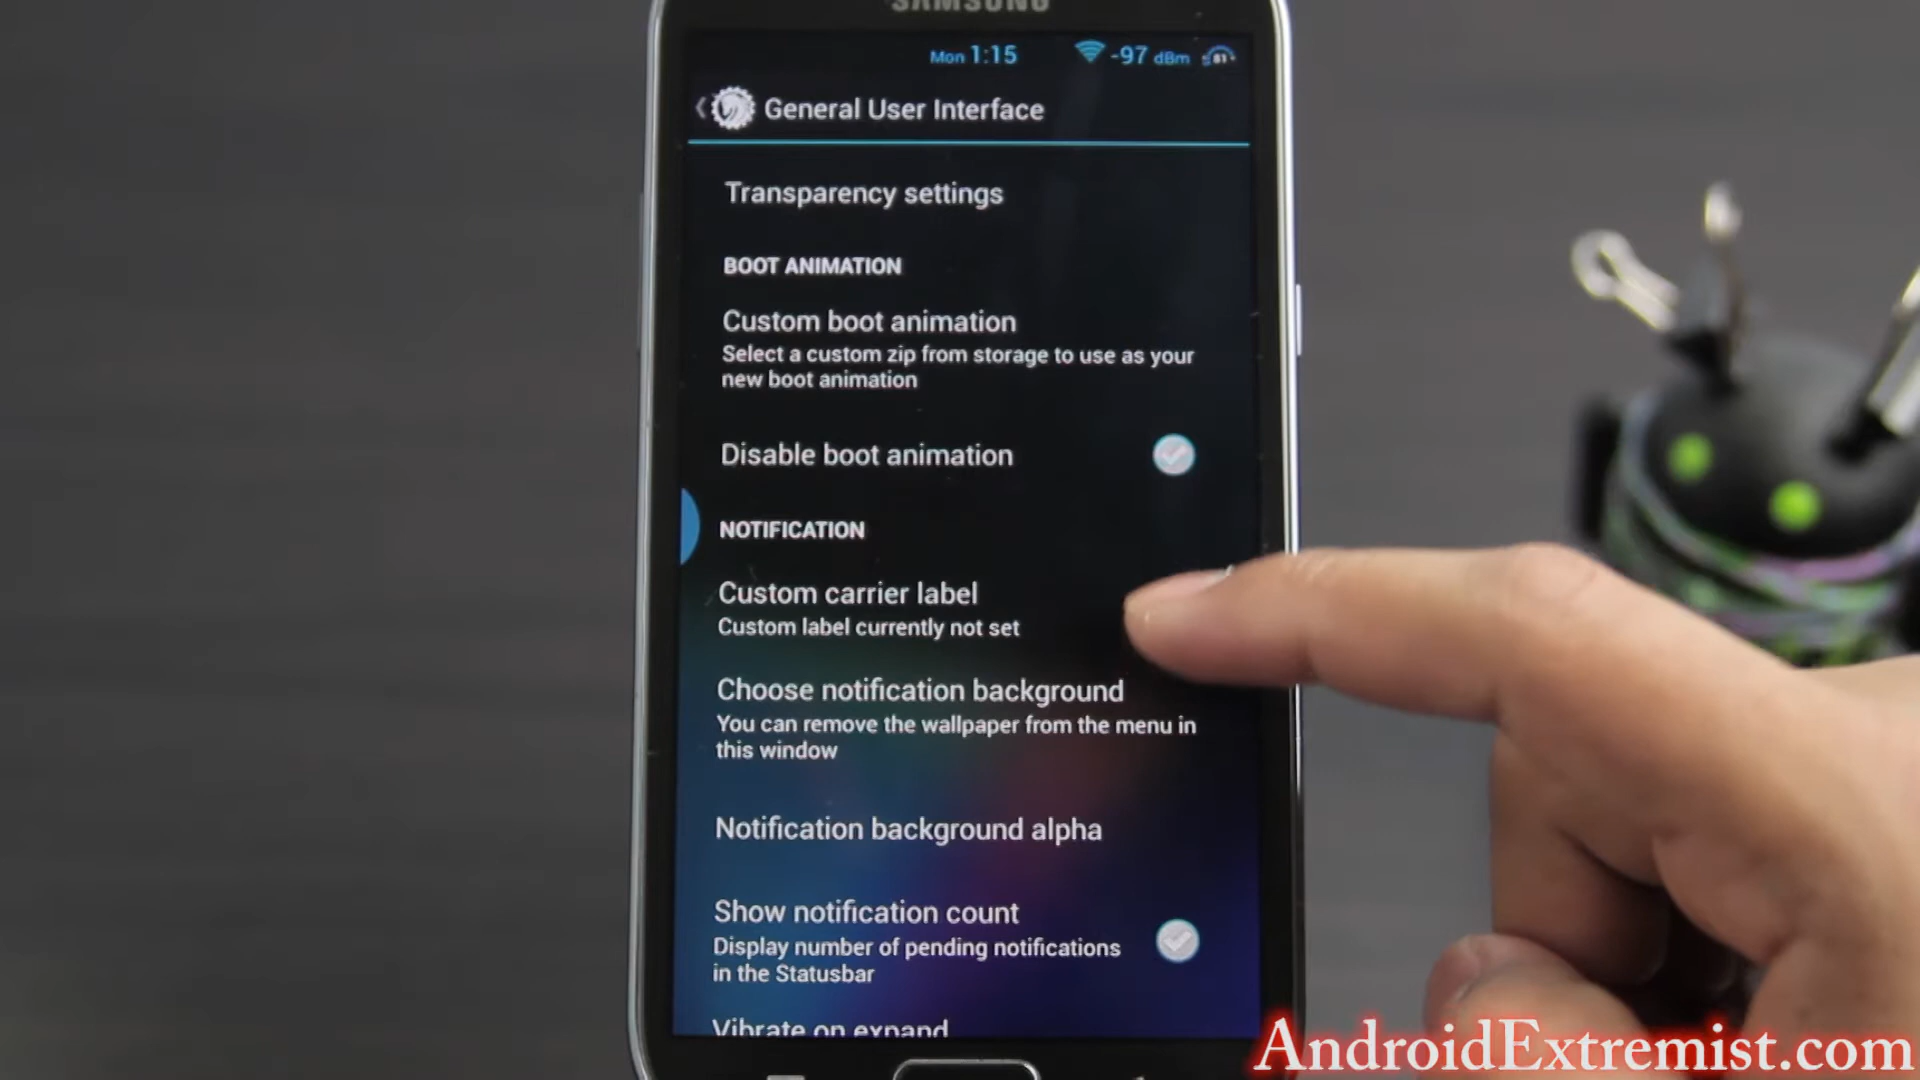 SAMSUNG
Mon 1:15 -97 dBm 81
General User Interface
Transparency settings
BOOT ANIMATION
Custom boot animation
Select a custom zip from storage to use as your
new boot animation
Disable boot animation
NOTIFICATION
Custom carrier label
Custom label currently not set
Choose notification background
You can remove the wallpaper from the menu in
this window
Notification background alpha
Show notification count
Display number of pending notifications
in the Statusbar
Vibrate on expand
AndroidExtremist.com